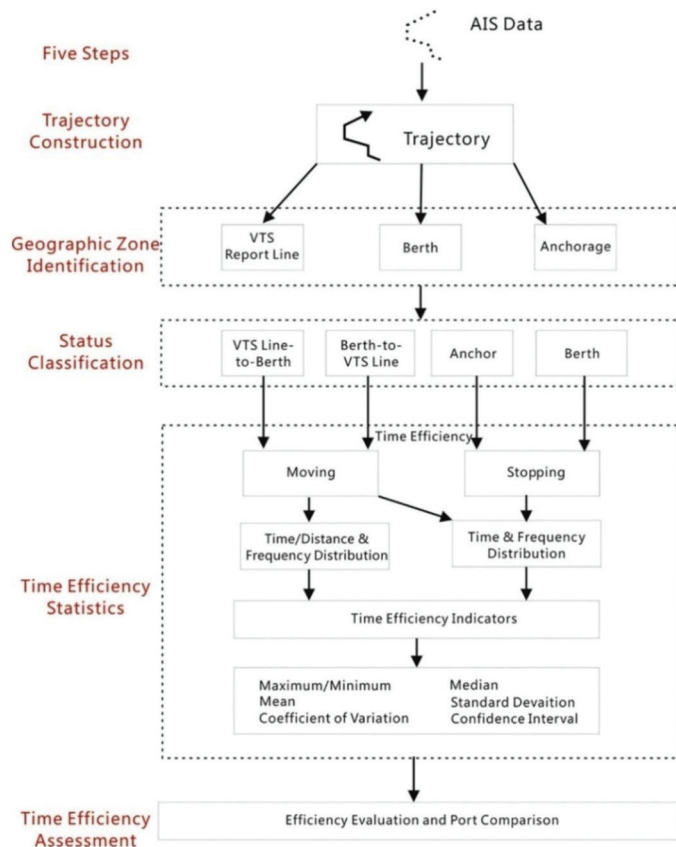 AIS Data
Five Steps
Trajectory
Construction
Trajectory
Geographic Zone
Identification
VTS
Report Line
Berth
Anchorage
Status
Classification
VTS Line-
to-Berth
Berth-to-
VTS Line
Anchor
Berth
Time Efficiency
Moving
Stopping
Time/Distance &
Frequency Distribution
Time & Frequency
Distribution
Time Efficiency
Statistics
Time Efficiency Indicators
Maximum/Minimum
Mean
Coefficient of Variation
Median
Standard Devaition
Confidence Interval
Time Efficiency
Assessment
Efficiency Evaluation and Port Comparison